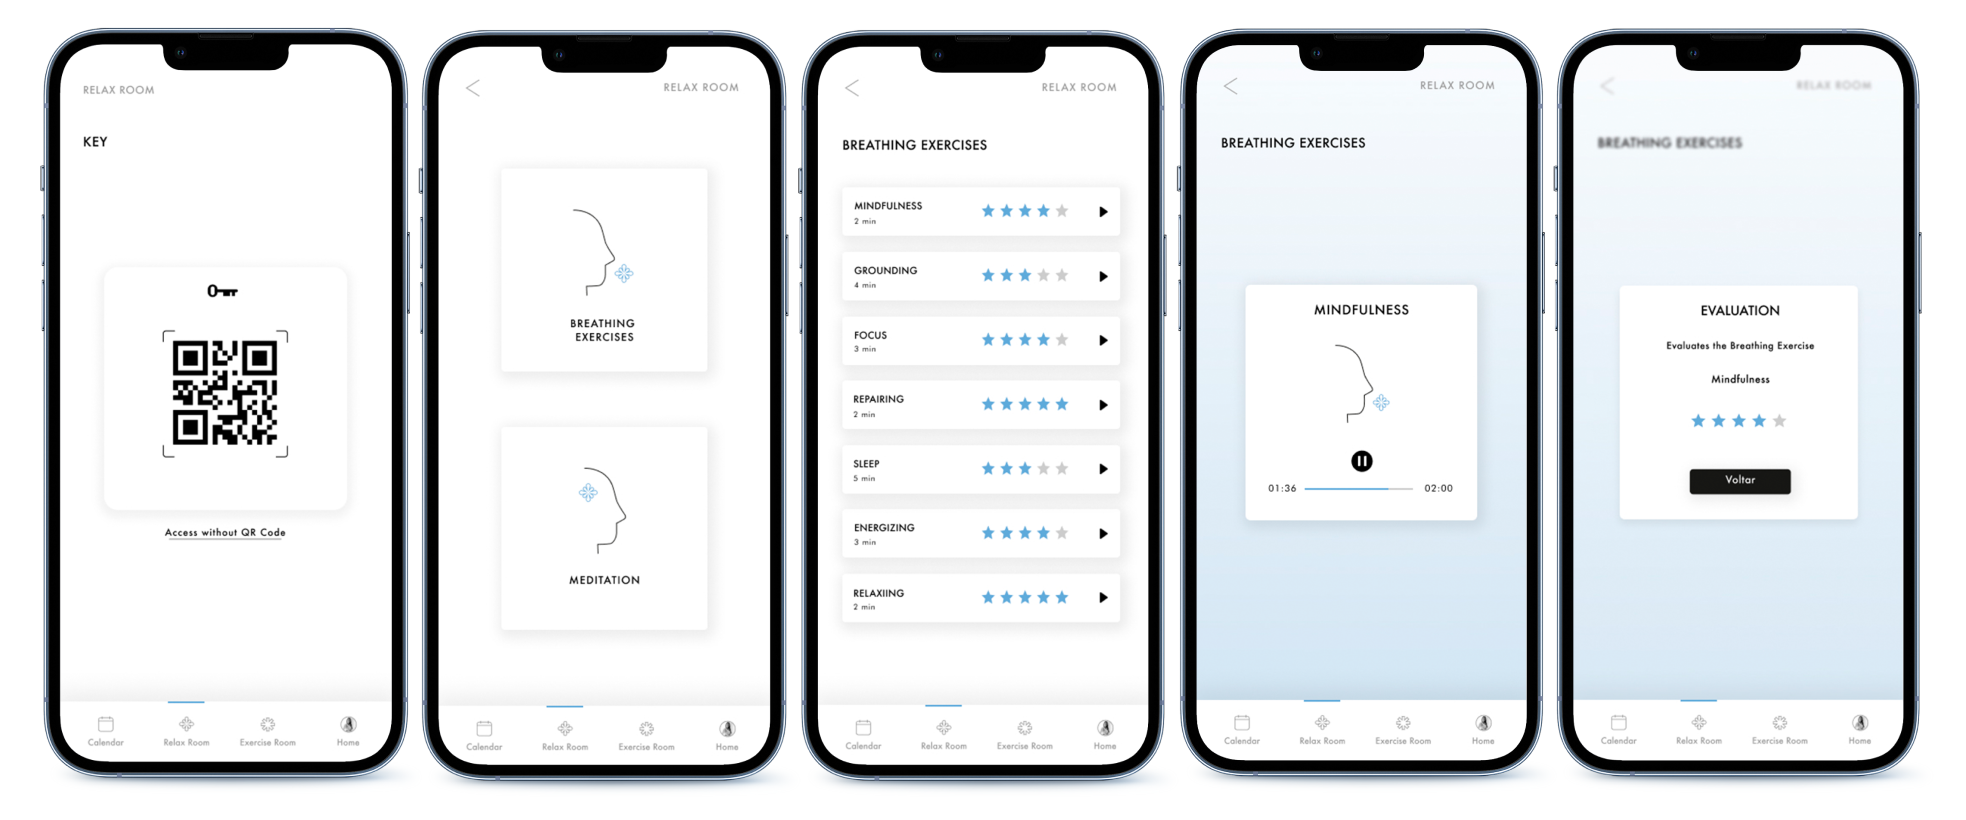 RELAX ROOM
KEY
Access without QR Code
Calendar
Relax Room
Exercise Room
Home
RELAX ROOM
BREATHING
EXERCISES
MEDITATION
Calendar
Relax Room
Exercise Room
Home
RELAX ROOM
BREATHING EXERCISES
MINDFULNESS
2 min
GROUNDING
4 min
FOCUS
3 min
REPAIRING
2 min
SLEEP
5 min
ENERGIZING
3 min
RELAXIING
2 min
Calendar
Relax Room
Exercise Room
Home
RELAX ROOM
BREATHING EXERCISES
MINDFULNESS
01:36
02:00
Calendar
Relax Room
Exercise Room
Home
RELAX ROOM
BREATHING EXERCISES
EVALUATION
Evaluates the Breathing Exercise
Mindfulness
Voltar
Calendar
Relax Room
Exercise Room
Home